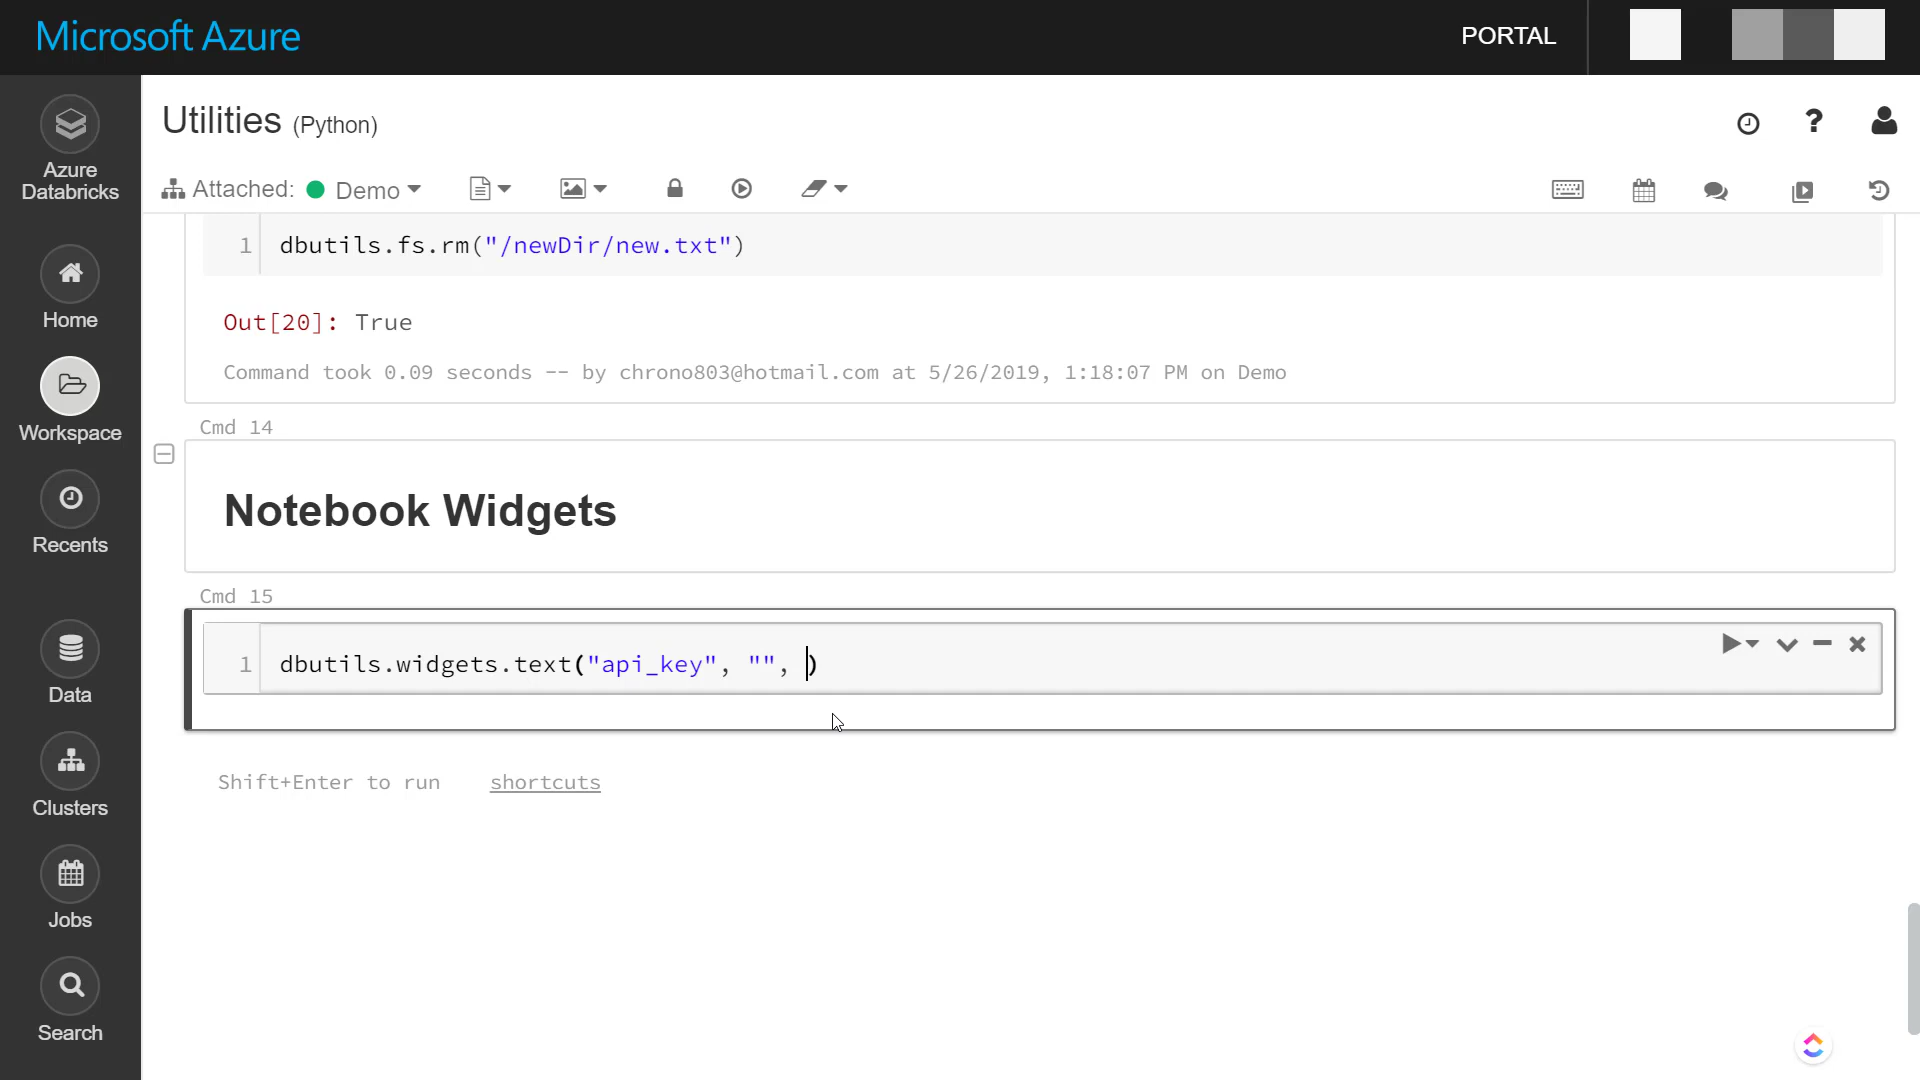 Microsoft Azure
PORTAL
Azure
Databricks
Home
Workspace
Recents
Data
Clusters
Jobs
Search
Utilities (Python)
?
Attached: Demo
1 dbutils.fs.rm("/newDir/new.txt")
Out[20]: True
Command took 0.09 seconds -- by chrono803@hotmail.com at 5/26/2019, 1:18:07 PM on Demo
Cmd 14
Notebook Widgets
Cmd 15
1 dbutils.widgets.text("api_key", "", )
Shift+Enter to run shortcuts